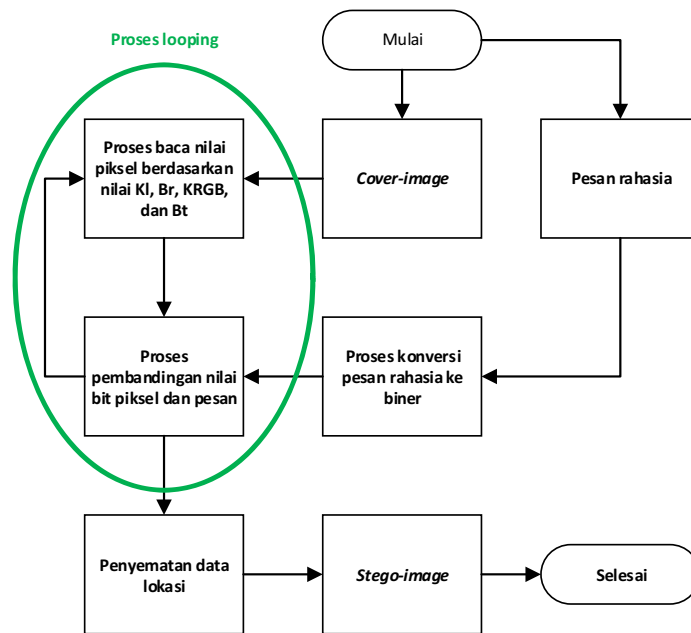 Proses looping
Mulai
Proses baca nilai
piksel berdasarkan
nilai Kl, Br, KRGB,
dan Bt
Cover-image
Pesan rahasia
Proses
pembandingan nilai
bit piksel dan pesan
Proses konversi
pesan rahasia ke
biner
Penyematan data
lokasi
Stego-image
Selesai